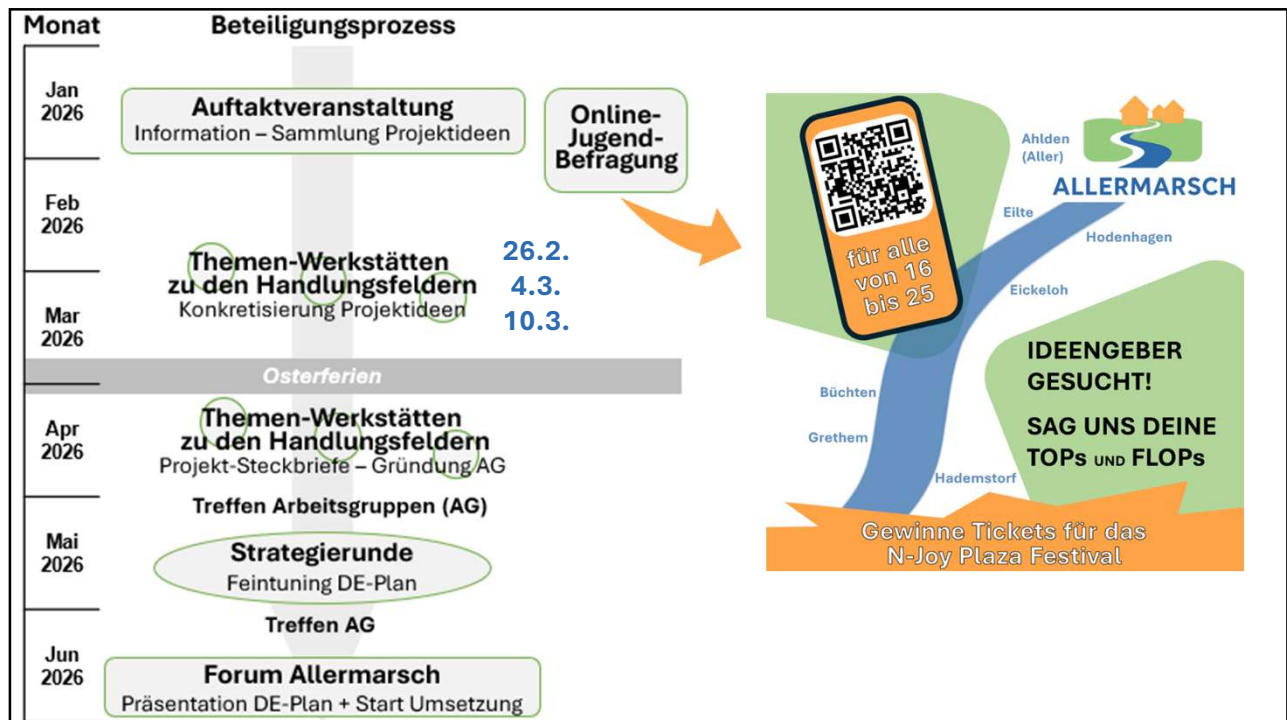 Monat
Beteiligungsprozess
Jan
2026
Auftaktveranstaltung
Information – Sammlung Projektideen
Online-
Jugend-
Befragung
Feb
2026
Themen-Werkstätten
zu den Handlungsfeldern
Konkretisierung Projektideen
26.2.
4.3.
10.3.
Mar
2026
Osterferien
Apr
2026
Themen-Werkstätten
zu den Handlungsfeldern
Projekt-Steckbriefe – Gründung AG
Treffen Arbeitsgruppen (AG)
Mai
2026
Strategierunde
Feintuning DE-Plan
Treffen AG
Jun
2026
Forum Allermarsch
Präsentation DE-Plan + Start Umsetzung
für alle
von 16
bis 25
Ahlden
(Aller)
ALLERMARSCH
Eilte
Hodenhagen
Eickeloh
Büchten
Grethem
Hademstorf
IDEENGEBER
GESUCHT!
SAG UNS DEINE
TOPs UND FLOPs
Gewinne Tickets für das
N-Joy Plaza Festival